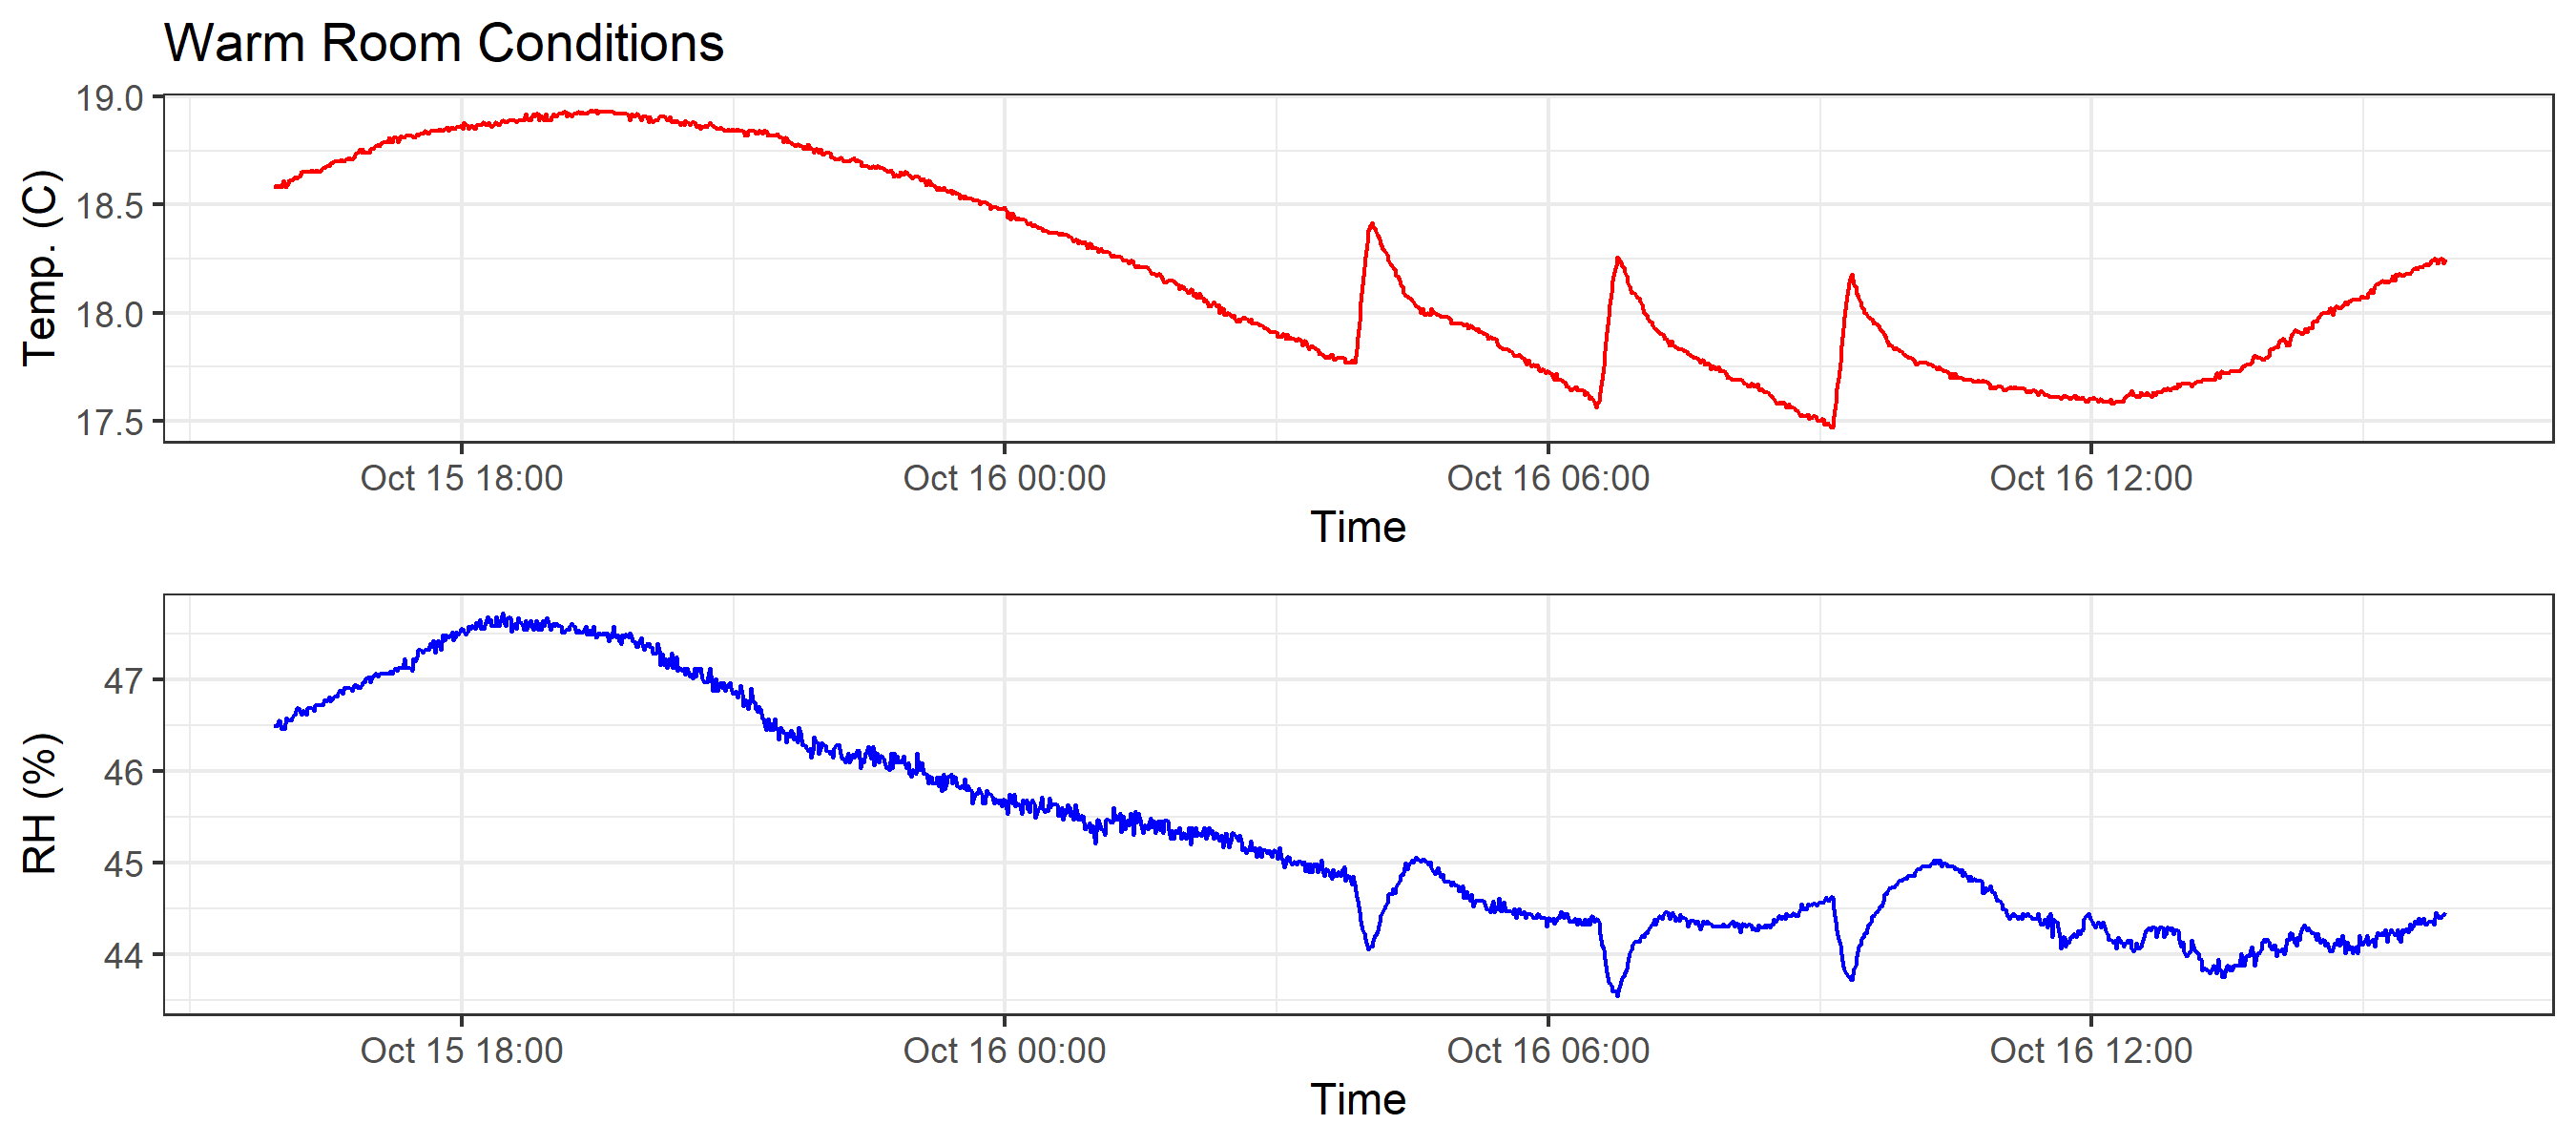 Warm Room Conditions
19.0
18.5
18.0
17.5
Temp. (C)
Oct 15 18:00 Oct 16 00:00 Oct 16 06:00 Oct 16 12:00
Time
47
46
45
44
RH (%)
Oct 15 18:00 Oct 16 00:00 Oct 16 06:00 Oct 16 12:00
Time